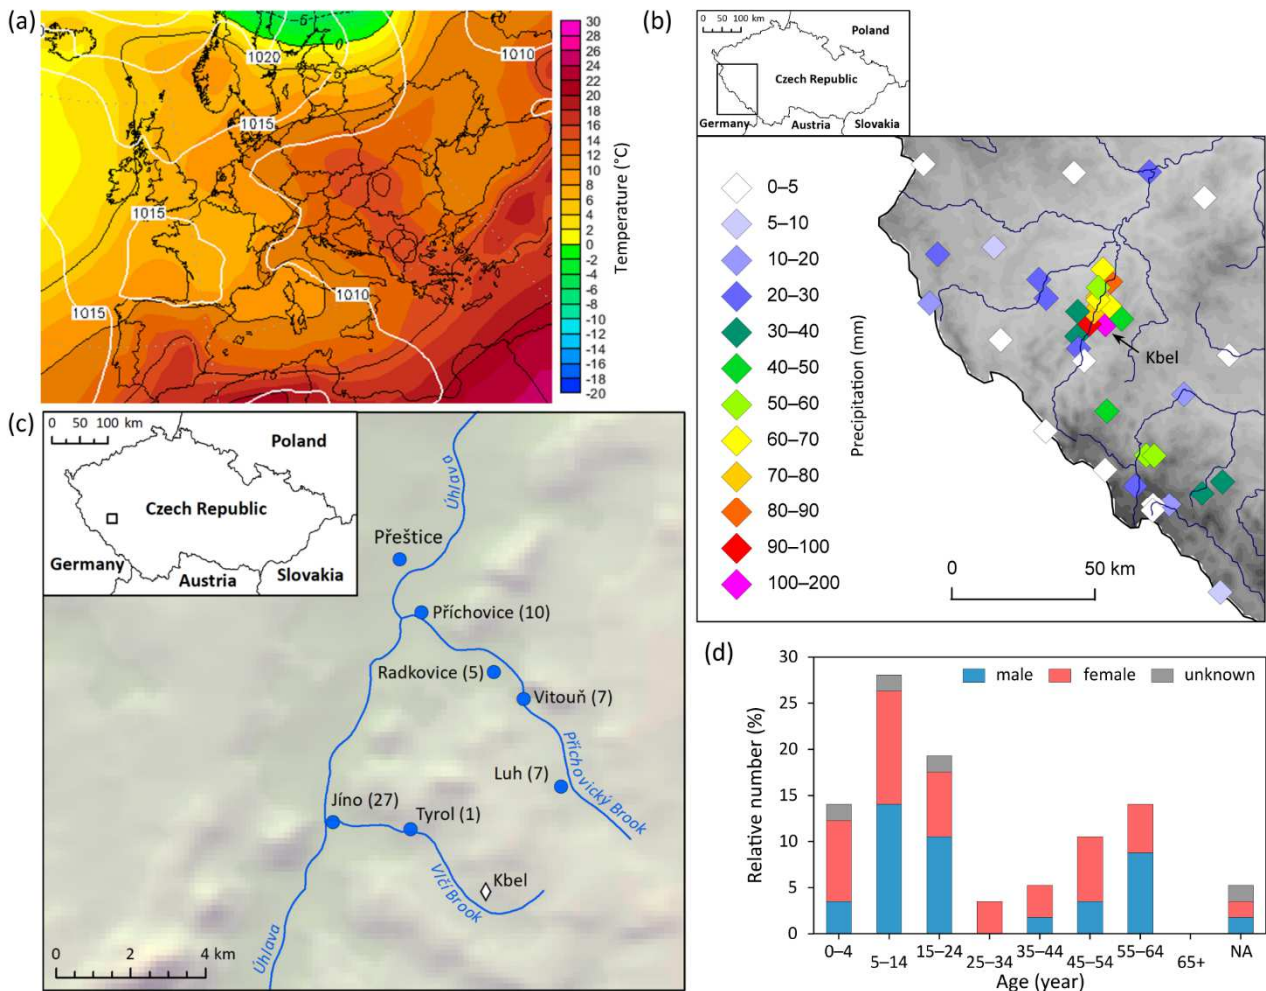 (a)
-5
0
5
1020
1010
1015
1015
1015
1010
15
30
28
26
24
22
20
18
16
14
12
10
8
6
4
2
0
-2
-4
-6
-8
-10
-12
-14
-16
-18
-20
Temperature (°C)
(b)
0 50 100 km
Poland
Czech Republic
Germany
Austria
Slovakia
0–5
5–10
10–20
20–30
30–40
40–50
50–60
60–70
70–80
80–90
90–100
100–200
Precipitation (mm)
Kbel
0 50 km
(c)
0 50 100 km
Poland
Czech Republic
Germany
Austria
Slovakia
Úhlava
Přeštice
Příchovice (10)
Radkovice (5)
Vitouň (7)
Příchovický Brook
Luh (7)
Jíno (27)
Tyrol (1)
Vlčí Brook
Kbel
Úhlava
0 2 4 km
(d)
30
25
20
15
10
5
0
Relative number (%)
male female unknown
0–4
5–14
15–24
25–34
35–44
45–54
55–64
65+
NA
Age (year)